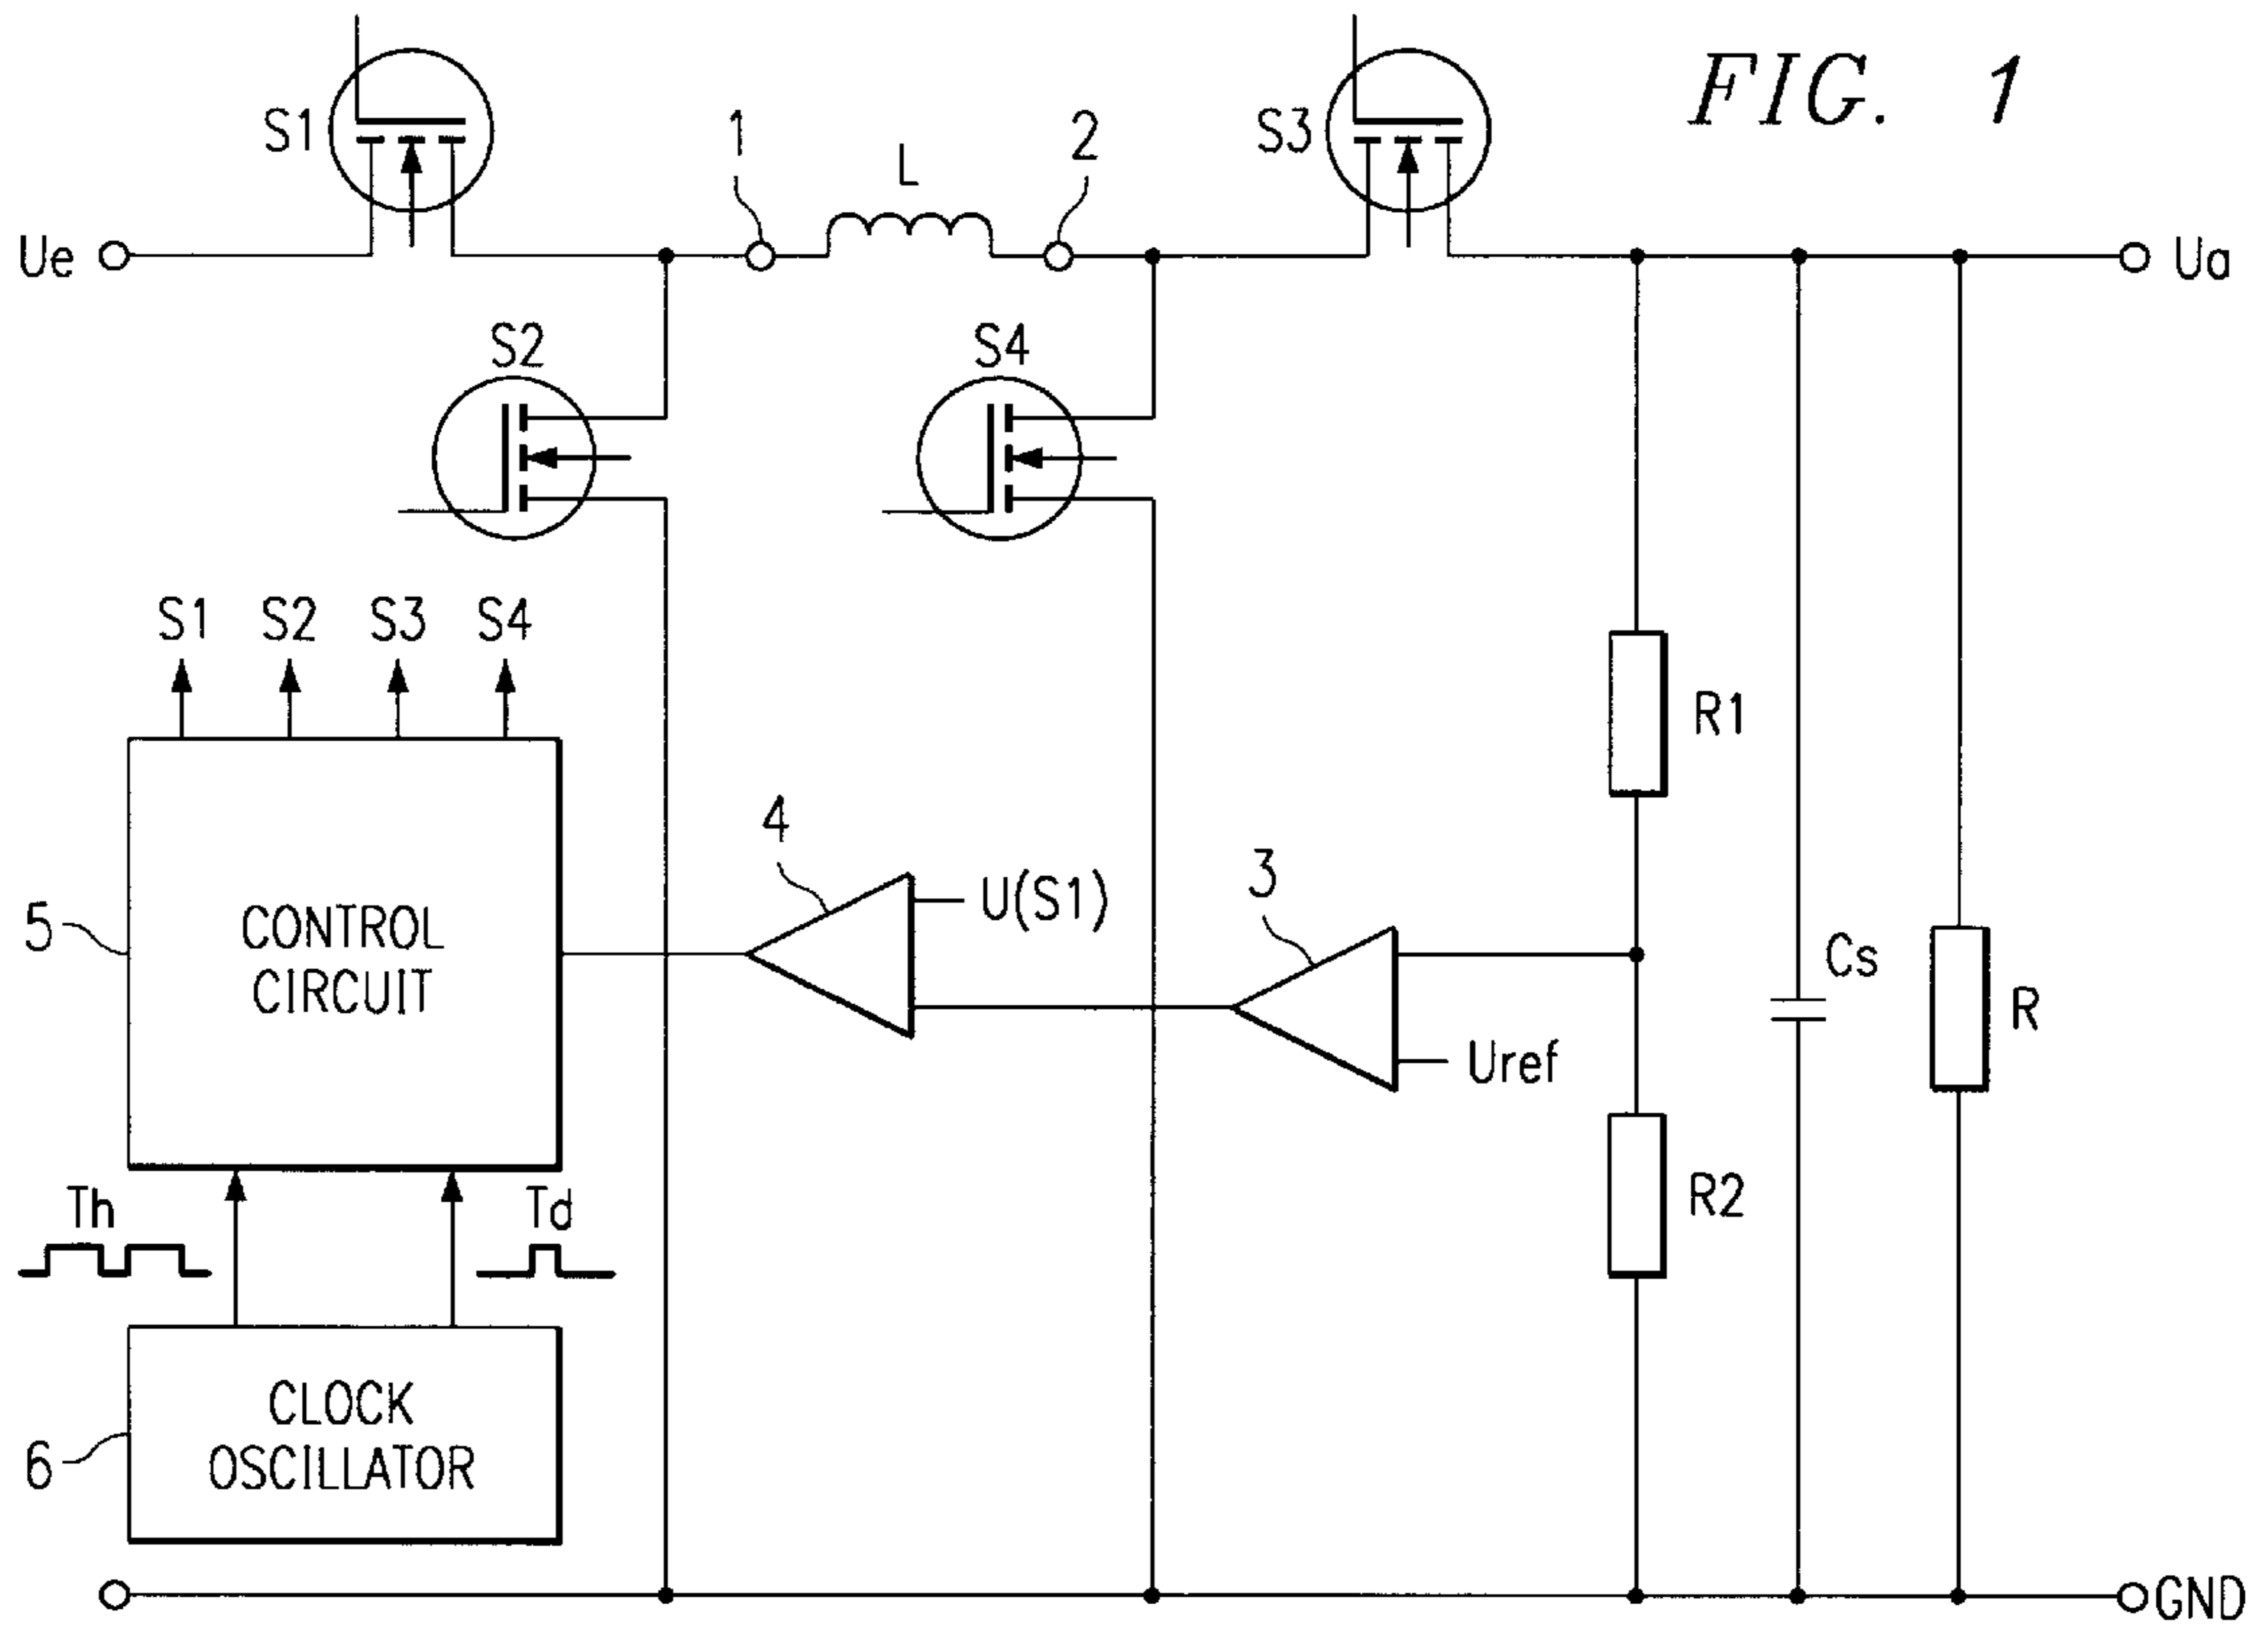 FIG. 1
S1
1
L
2
S3
Ue
Ua
S2
S4
S1 S2 S3 S4
R1
4
U(S1)
3
5
CONTROL
CIRCUIT
Cs
R
Uref
Th
Td
R2
CLOCK
OSCILLATOR
6
GND